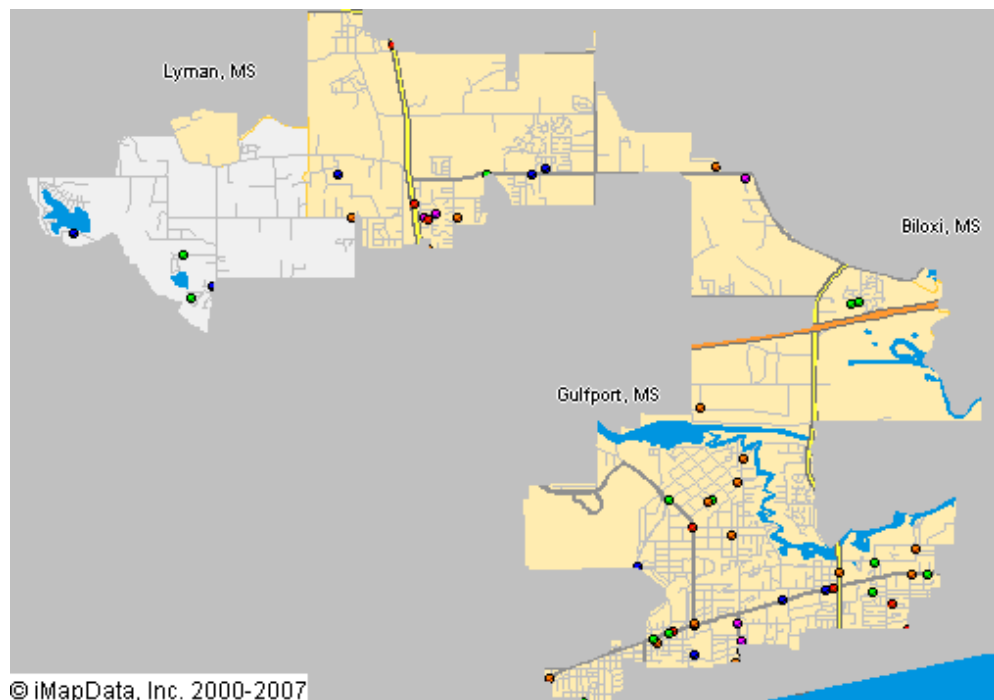 Lyman, MS
Biloxi, MS
Gulfport, MS
© iMapData, Inc. 2000-2007